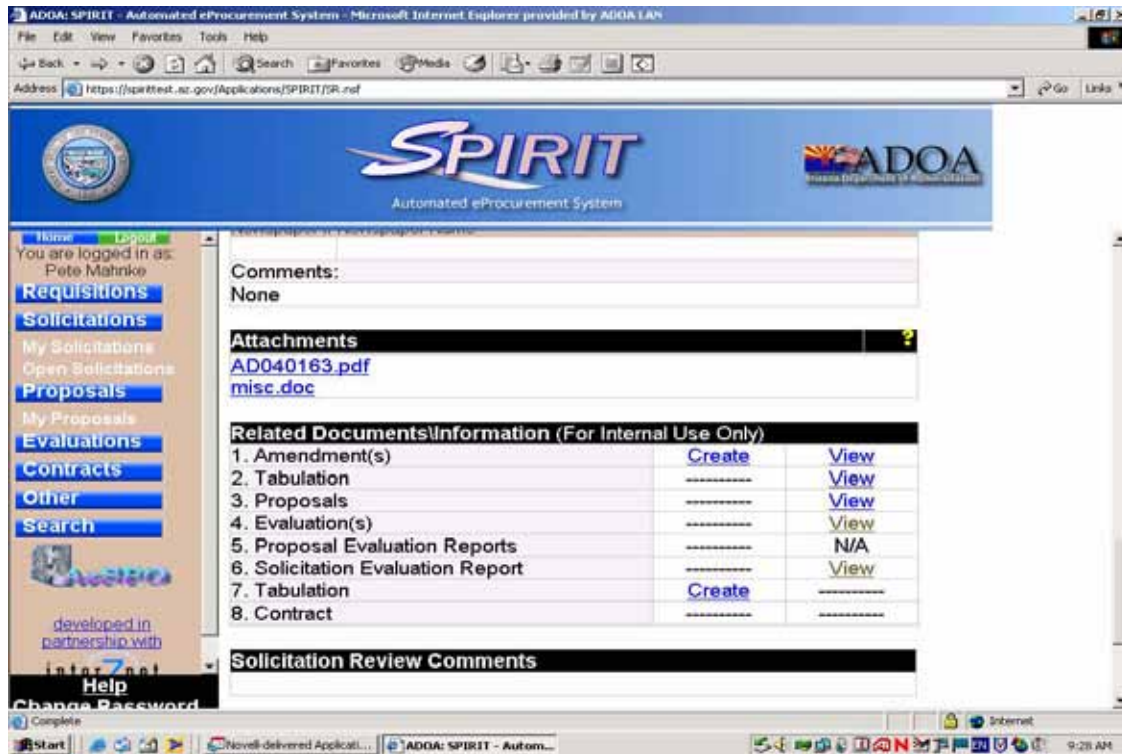 ADOA: SPIRIT - Automated eProcurement System - Microsoft Internet Explorer provided by ADOA LAN
File Edit View Favorites Tools Help
Back Search Favorites Media
Address https://spirittest.az.gov/Applications/SPIRIT/SR.nsf Go Links
SPIRIT
Automated eProcurement System
ADOA
Home Logout
You are logged in as:
Pete Mahnke
Requisitions
Solicitations
My Solicitations
Open Solicitations
Proposals
My Proposals
Evaluations
Contracts
Other
Search
developed in
partnership with
Help
Change Password
Newspaper Name
Comments:
None
Attachments ?
AD040163.pdf
misc.doc
Related Documents\Information (For Internal Use Only)
1. Amendment(s) Create View
2. Tabulation ---------- View
3. Proposals ---------- View
4. Evaluation(s) ---------- View
5. Proposal Evaluation Reports ---------- N/A
6. Solicitation Evaluation Report ---------- View
7. Tabulation Create ----------
8. Contract ---------- ----------
Solicitation Review Comments
Complete Internet
Start Novell-delivered Applicati... ADOA: SPIRIT - Autom... 9:28 AM